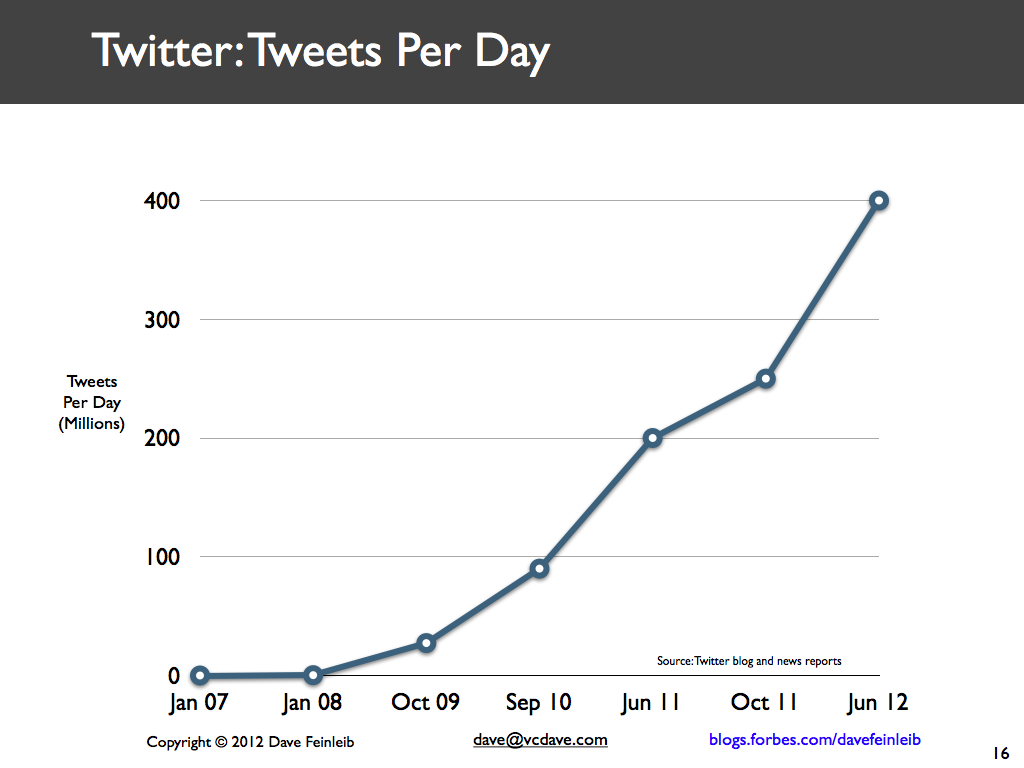 Twitter: Tweets Per Day
400
300
Tweets
Per Day
(Millions)
200
100
Source: Twitter blog and news reports
0
Jan 07 Jan 08 Oct 09 Sep 10 Jun 11 Oct 11 Jun 12
Copyright © 2012 Dave Feinleib dave@vcdave.com blogs.forbes.com/davefeinleib
16